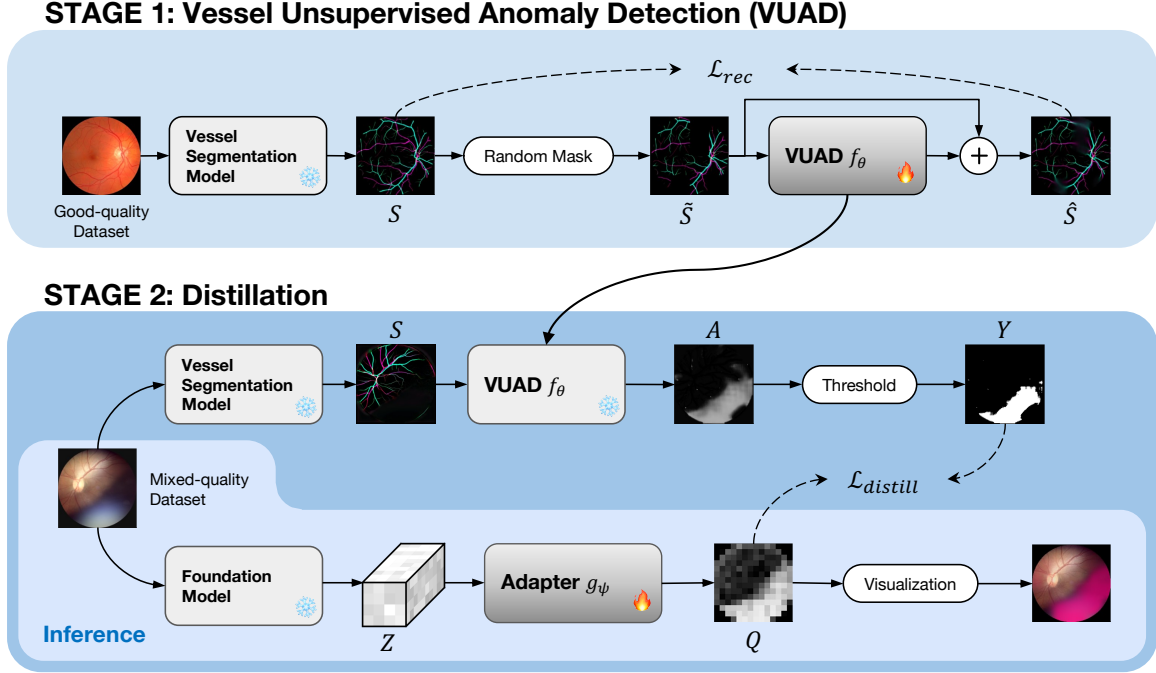 STAGE 1: Vessel Unsupervised Anomaly Detection (VUAD)
ℒ_rec
Vessel
Segmentation
Model
Random Mask
VUAD f_θ
+
Good-quality
Dataset
S
S̃
Ŝ
STAGE 2: Distillation
S
A
Y
Vessel
Segmentation
Model
VUAD f_θ
Threshold
Mixed-quality
Dataset
ℒ_distill
Foundation
Model
Adapter g_ψ
Visualization
Inference
Z
Q